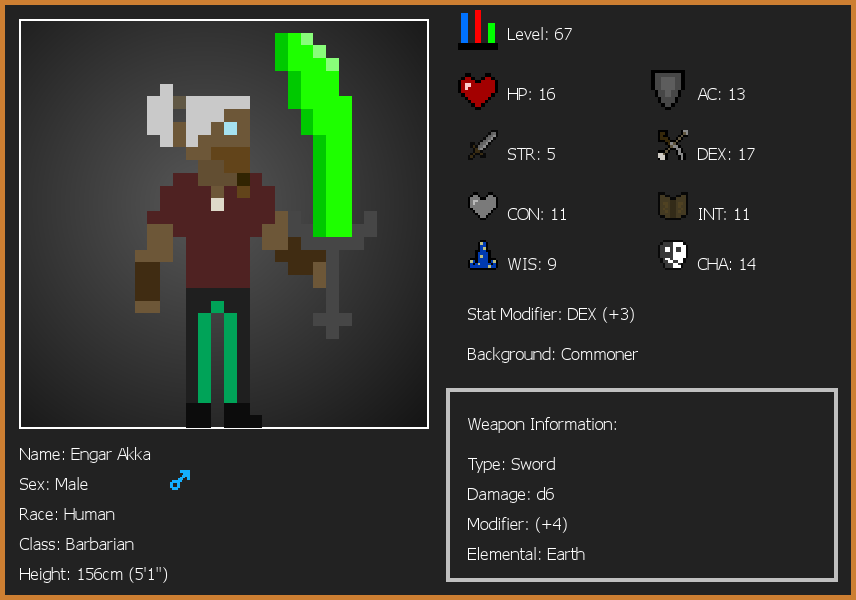 Level: 67
HP: 16
AC: 13
STR: 5
DEX: 17
CON: 11
INT: 11
WIS: 9
CHA: 14
Stat Modifier: DEX (+3)
Background: Commoner
Weapon Information:
Type: Sword
Damage: d6
Modifier: (+4)
Elemental: Earth
Name: Engar Akka
Sex: Male
Race: Human
Class: Barbarian
Height: 156cm (5'1")